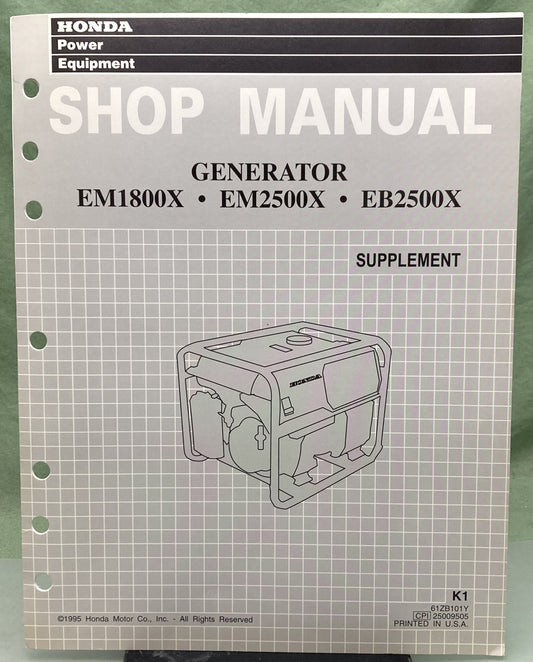 HONDA
Power
Equipment
SHOP MANUAL
GENERATOR
EM1800X • EM2500X • EB2500X
SUPPLEMENT
HONDA
K1
61ZB101Y
CPI 25009505
PRINTED IN U.S.A.
©1995 Honda Motor Co., Inc. - All Rights Reserved